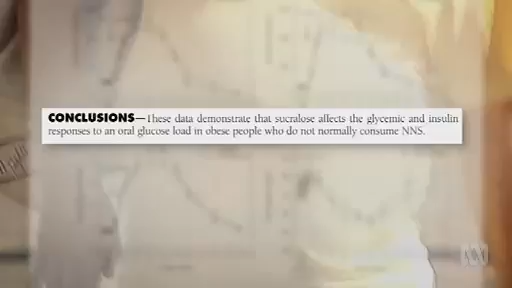 CONCLUSIONS—These data demonstrate that sucralose affects the glycemic and insulin
responses to an oral glucose load in obese people who do not normally consume NNS.